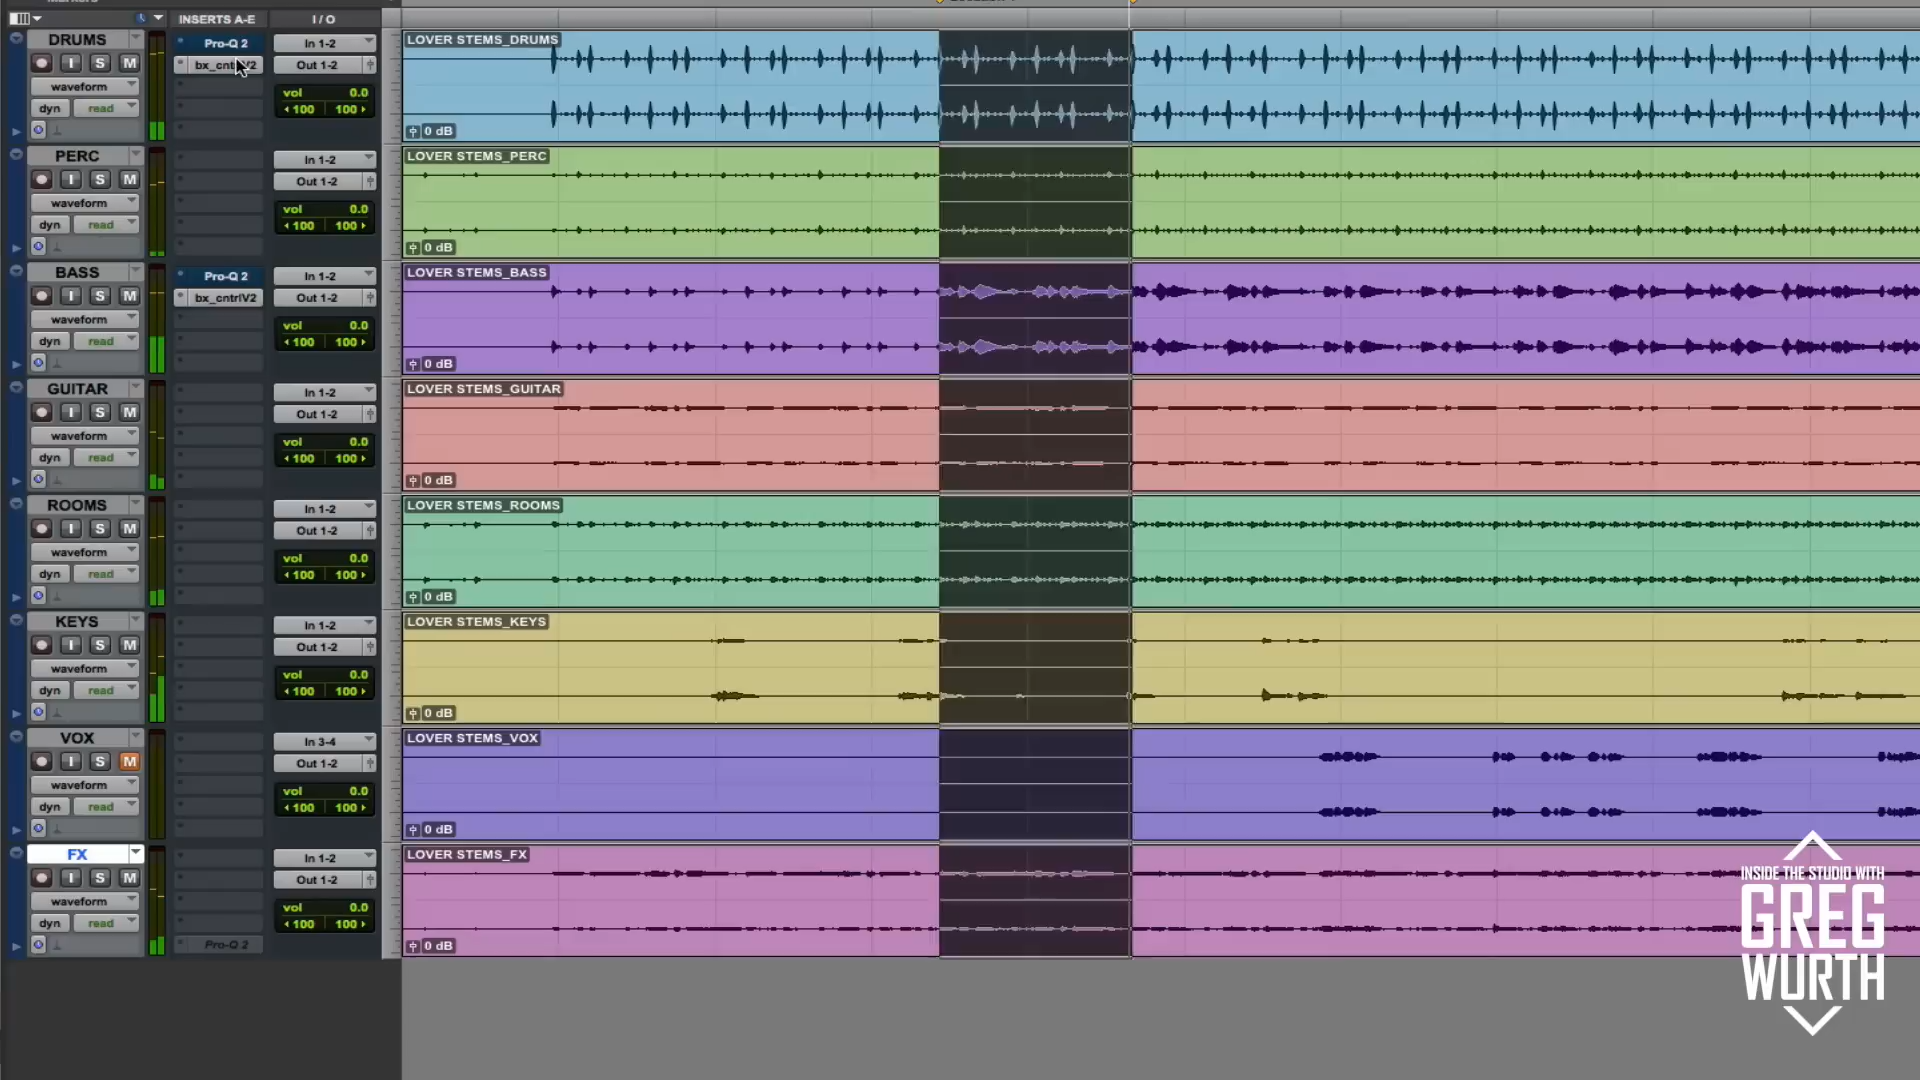 INSERTS A-E
I / O
DRUMS
I S M
waveform
dyn read
Pro-Q 2
In 1-2
Out 1-2
vol 0.0
100 100
LOVER STEMS_DRUMS
0 dB
PERC
I S M
waveform
dyn read
In 1-2
Out 1-2
vol 0.0
100 100
LOVER STEMS_PERC
0 dB
BASS
I S M
waveform
dyn read
Pro-Q 2
bx_cntrlV2
In 1-2
Out 1-2
vol 0.0
100 100
LOVER STEMS_BASS
0 dB
GUITAR
I S M
waveform
dyn read
In 1-2
Out 1-2
vol 0.0
100 100
LOVER STEMS_GUITAR
0 dB
ROOMS
I S M
waveform
dyn read
In 1-2
Out 1-2
vol 0.0
100 100
LOVER STEMS_ROOMS
0 dB
KEYS
I S M
waveform
dyn read
In 1-2
Out 1-2
vol 0.0
100 100
LOVER STEMS_KEYS
0 dB
VOX
I S M
waveform
dyn read
In 3-4
Out 1-2
vol 0.0
100 100
LOVER STEMS_VOX
0 dB
FX
I S M
waveform
dyn read
Pro-Q 2
In 1-2
Out 1-2
vol 0.0
100 100
LOVER STEMS_FX
0 dB
INSIDE THE STUDIO WITH
GREG
WURTH